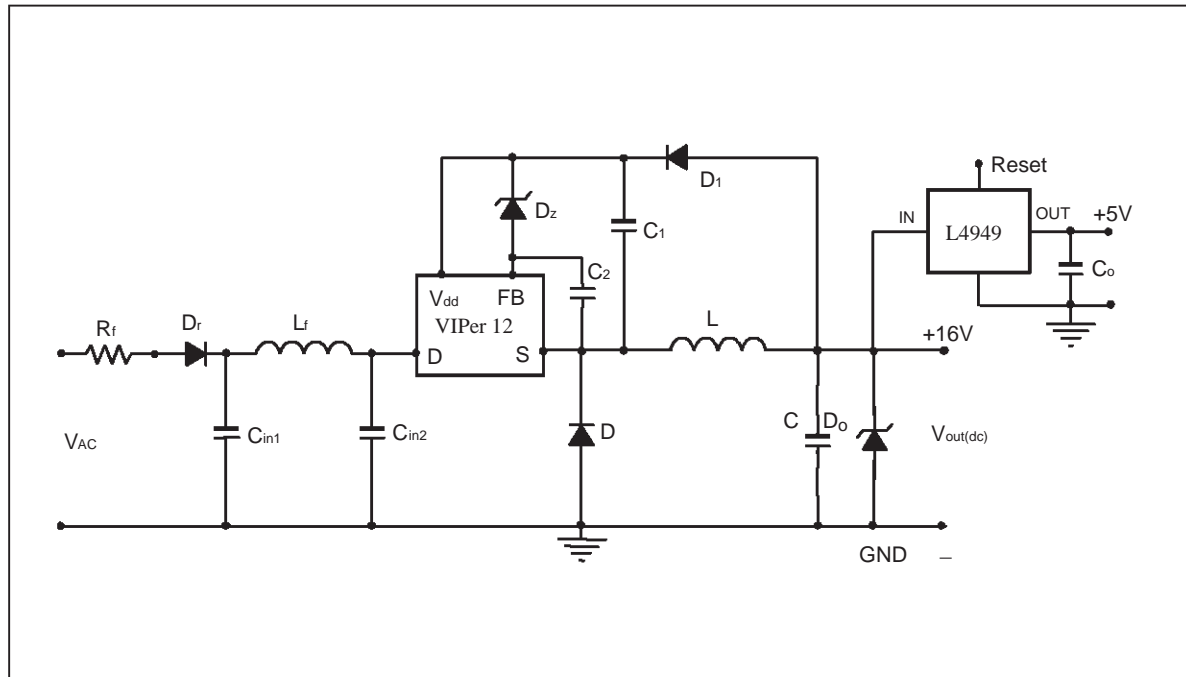 Reset
D1
IN
L4949
OUT
+5V
Dz
C1
C2
Co
Vdd
FB
VIPer 12
Rf
Dr
Lf
D
S
L
+16V
VAC
Cin1
Cin2
D
C
Do
Vout(dc)
GND
–